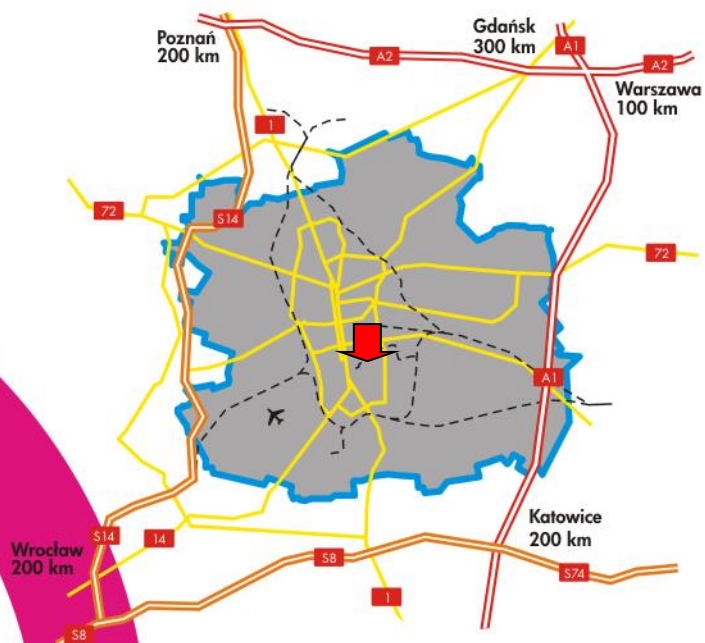 Poznań
200 km
Gdańsk
300 km
A1
A2
A2
Warszawa
100 km
1
72
S14
72
A1
Katowice
200 km
S14
14
Wrocław
200 km
S8
S74
1
S8